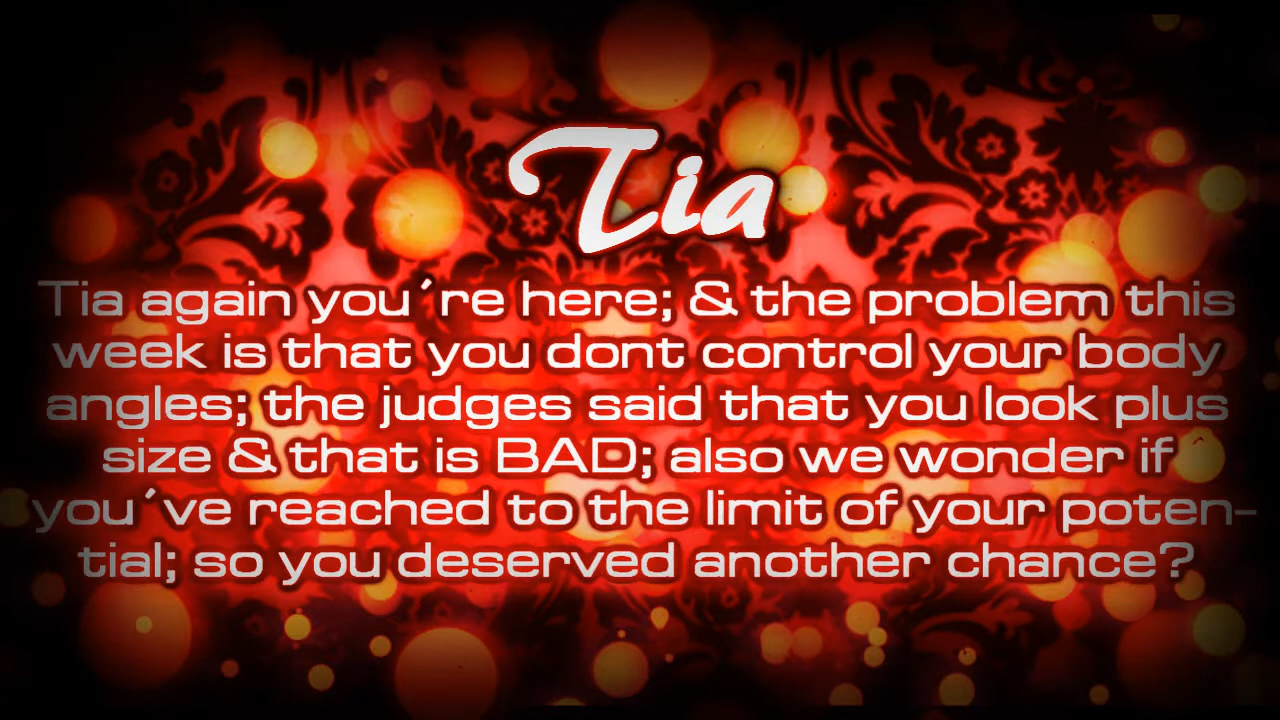 Tia
Tia again you´re here; & the problem this
week is that you dont control your body
angles; the judges said that you look plus
size & that is BAD; also we wonder if
you´ve reached to the limit of your poten-
tial; so you deserved another chance?